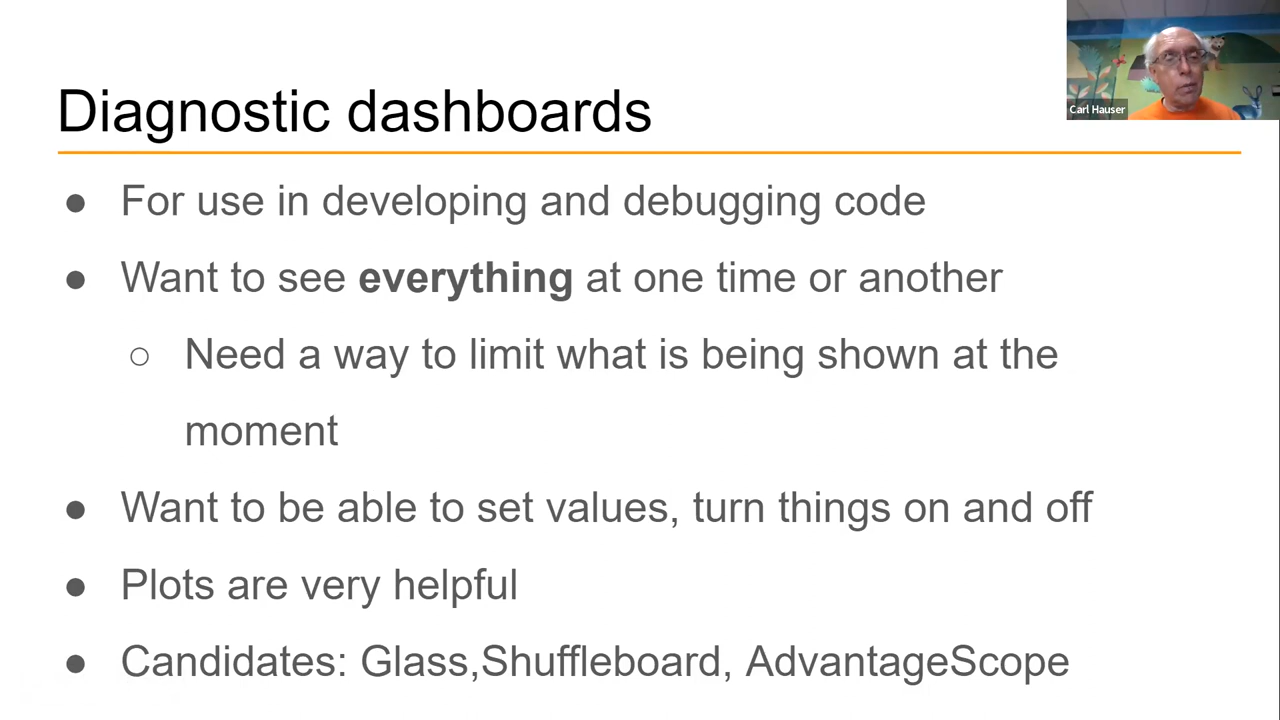 Diagnostic dashboards
Carl Hauser
● For use in developing and debugging code
● Want to see everything at one time or another
○ Need a way to limit what is being shown at the
moment
● Want to be able to set values, turn things on and off
● Plots are very helpful
● Candidates: Glass,Shuffleboard, AdvantageScope